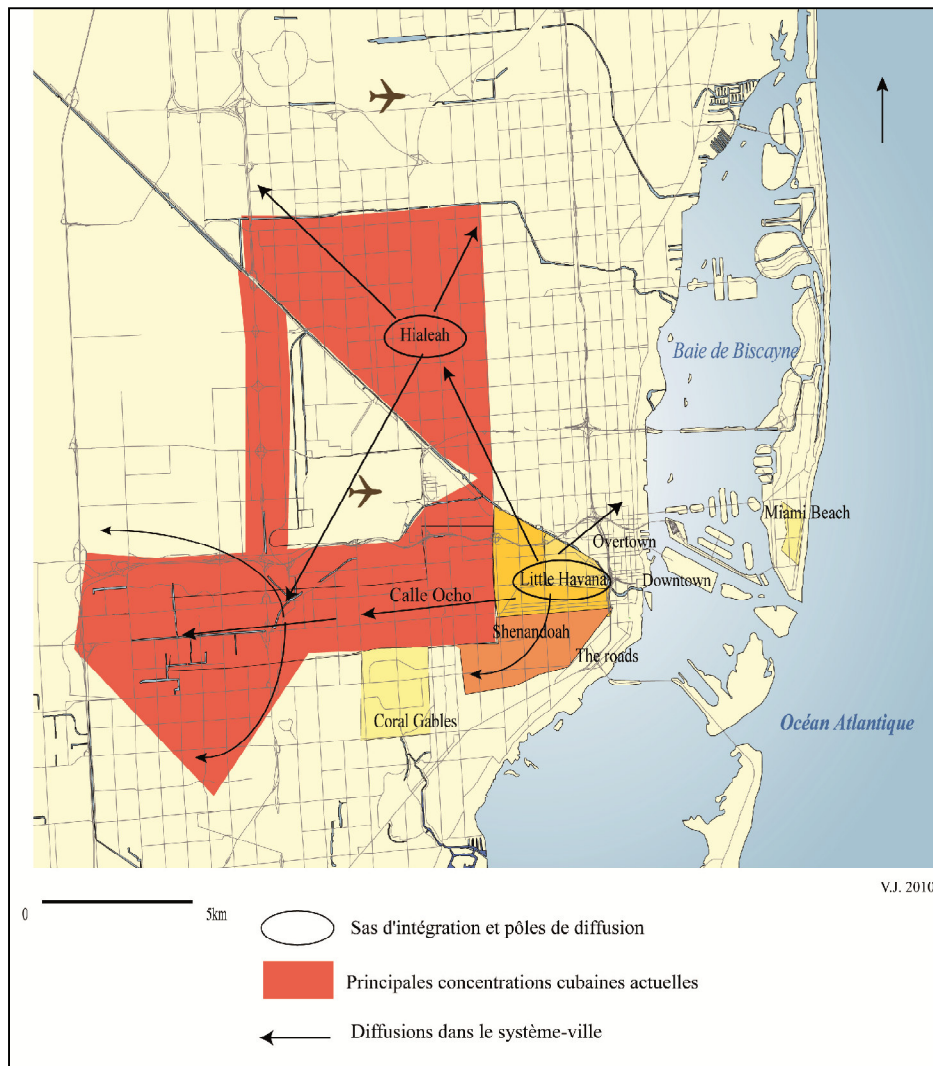 Hialeah
Baie de Biscayne
Miami Beach
Overtown
Little Havana
Downtown
Calle Ocho
Shenandoah
The roads
Coral Gables
Océan Atlantique
V.J. 2010
0 5km
Sas d'intégration et pôles de diffusion
Principales concentrations cubaines actuelles
Diffusions dans le système-ville